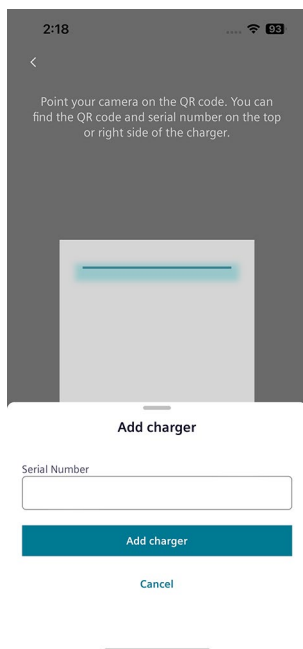 2:18
93
Point your camera on the QR code. You can
find the QR code and serial number on the top
or right side of the charger.
Add charger
Serial Number
Add charger
Cancel